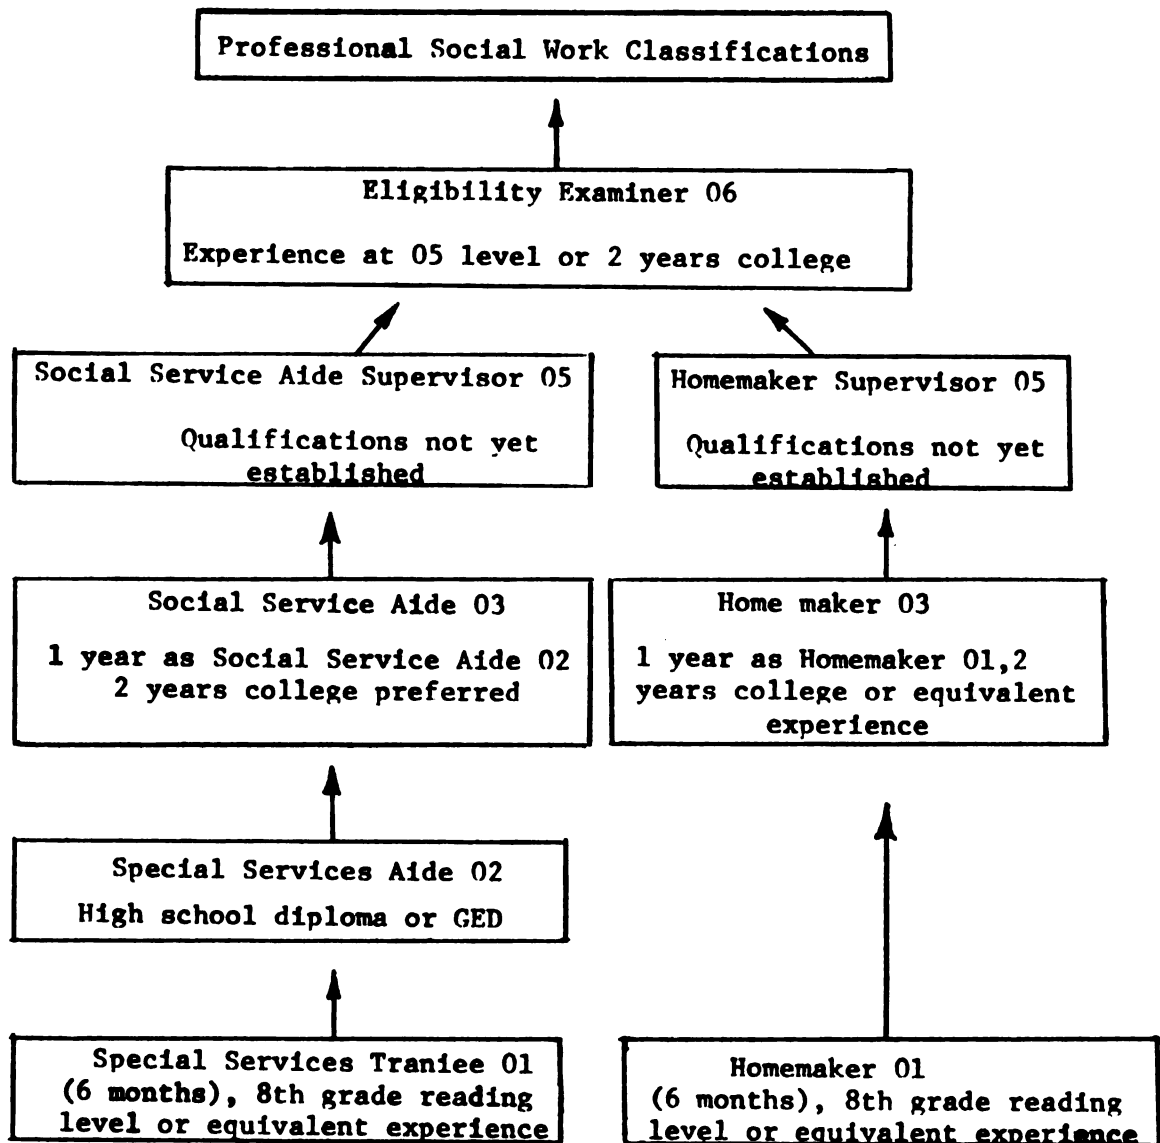 Professional Social Work Classifications
Eligibility Examiner 06
Experience at 05 level or 2 years college
Social Service Aide Supervisor 05
Qualifications not yet
established
Homemaker Supervisor 05
Qualifications not yet
established
Social Service Aide 03
1 year as Social Service Aide 02
2 years college preferred
Home maker 03
1 year as Homemaker 01,2
years college or equivalent
experience
Special Services Aide 02
High school diploma or GED
Special Services Traniee 01
(6 months), 8th grade reading
level or equivalent experience
Homemaker 01
(6 months), 8th grade reading
level or equivalent experience